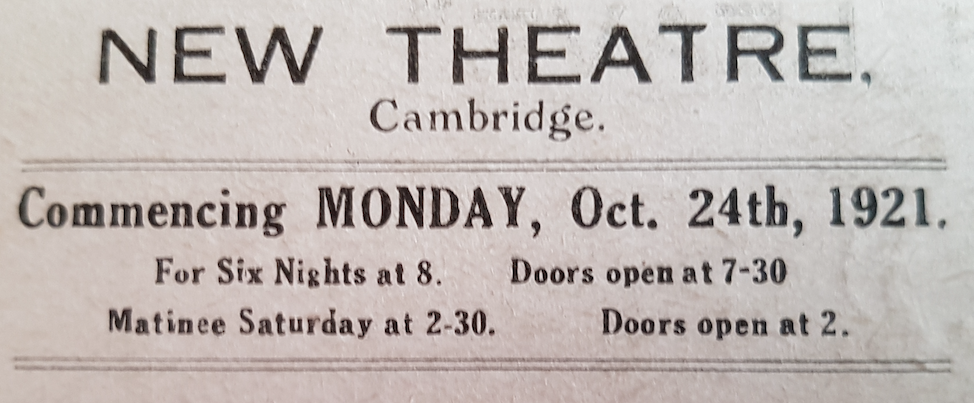 NEW THEATRE,
Cambridge.
Commencing MONDAY, Oct. 24th, 1921.
For Six Nights at 8. Doors open at 7-30
Matinee Saturday at 2-30. Doors open at 2.